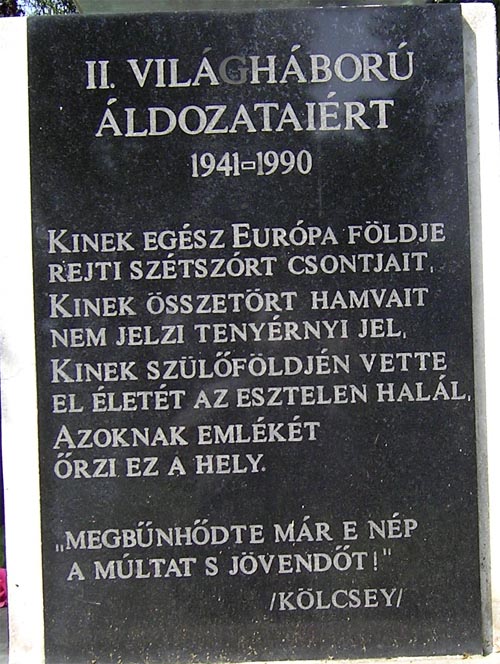 II. VILÁGHÁBORÚ
ÁLDOZATAIÉRT
1941-1990
KINEK EGÉSZ EURÓPA FÖLDJE
REJTI SZÉTSZÓRT CSONTJAIT,
KINEK ÖSSZETÖRT HAMVAIT
NEM JELZI TENYÉRNYI JEL,
KINEK SZÜLŐFÖLDJÉN VETTE
EL ÉLETÉT AZ ESZTELEN HALÁL,
AZOKNAK EMLÉKÉT
ŐRZI EZ A HELY.
„MEGBŰNHŐDTE MÁR E NÉP
A MÚLTAT S JÖVENDŐT!"
/KÖLCSEY/